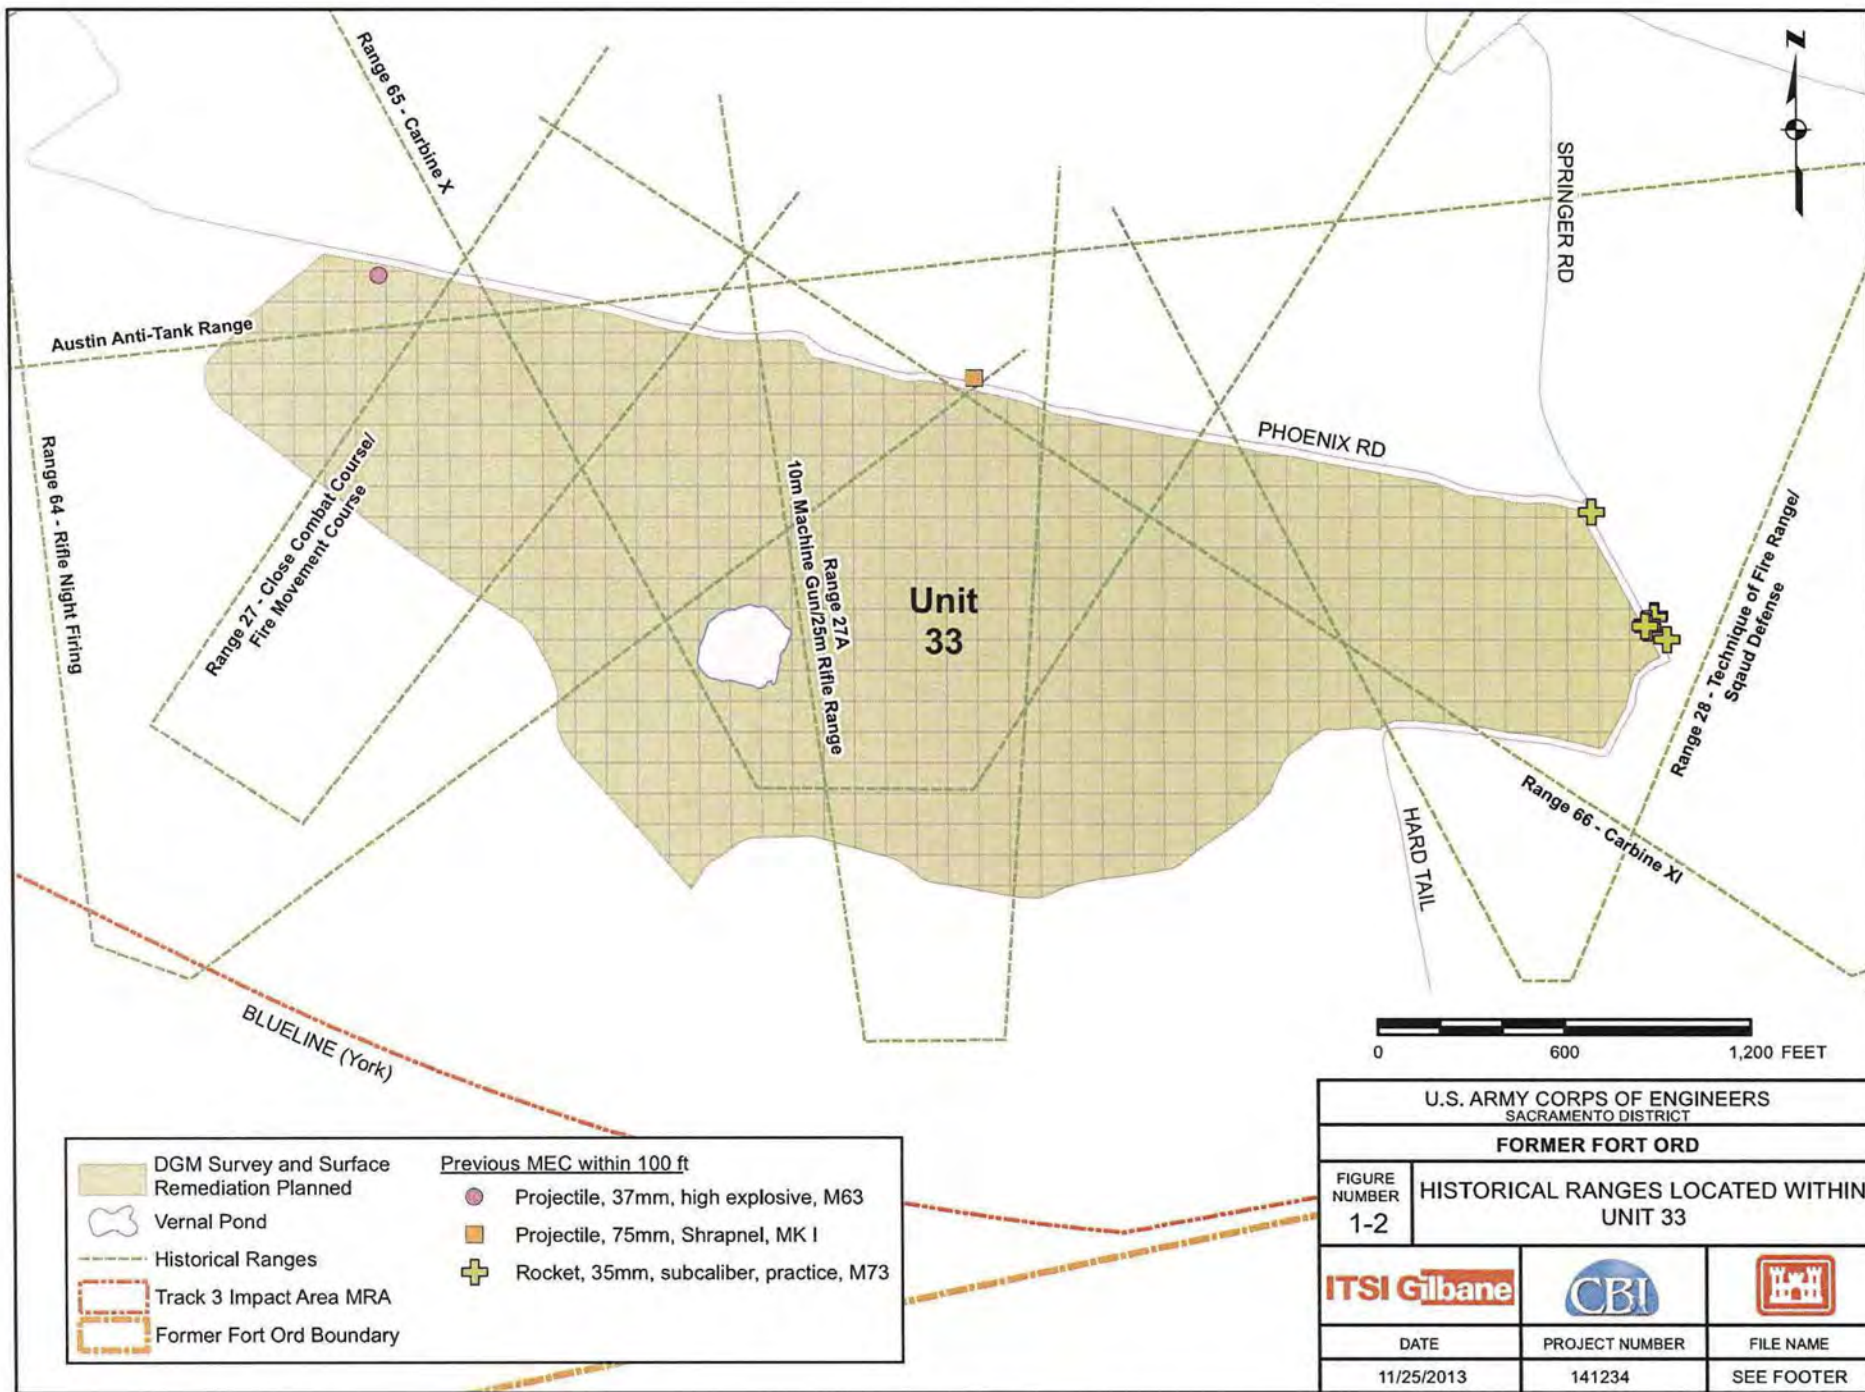 Range 65 - Carbine X
N
SPRINGER RD
Austin Anti-Tank Range
PHOENIX RD
Range 64 - Rifle Night Firing
Range 27 - Close Combat Course/
Fire Movement Course
Range 27A
10m Machine Gun/25m Rifle Range
Unit
33
Range 28 - Technique of Fire Range/
Sqaud Defense
Range 66 - Carbine XI
HARD TAIL
BLUELINE (York)
0 600 1,200 FEET
DGM Survey and Surface
Remediation Planned
Vernal Pond
Historical Ranges
Track 3 Impact Area MRA
Former Fort Ord Boundary
Previous MEC within 100 ft
Projectile, 37mm, high explosive, M63
Projectile, 75mm, Shrapnel, MK I
Rocket, 35mm, subcaliber, practice, M73
U.S. ARMY CORPS OF ENGINEERS
SACRAMENTO DISTRICT
FORMER FORT ORD
FIGURE
NUMBER
1-2
HISTORICAL RANGES LOCATED WITHIN
UNIT 33
ITSI Gilbane
CBI
DATE
PROJECT NUMBER
FILE NAME
11/25/2013
141234
SEE FOOTER